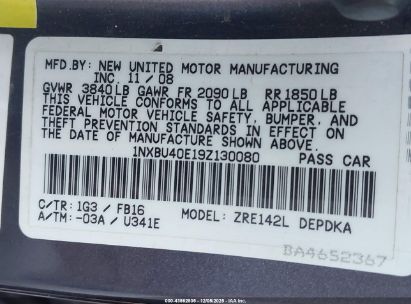 MFD.BY: NEW UNITED MOTOR MANUFACTURING
INC. 11/08
GVWR 3840LB GAWR FR 2090LB RR1850LB
THIS VEHICLE CONFORMS TO ALL APPLICABLE
FEDERAL MOTOR VEHICLE SAFETY, BUMPER, AND
THEFT PREVENTION STANDARDS IN EFFECT ON
THE DATE OF MANUFACTURE SHOWN ABOVE.
1NXBU40E19Z130080 PASS CAR
C/TR: 1G3 / FB16
A/TM: -03A / U341E
MODEL: ZRE142L DEPDKA
BA4652367